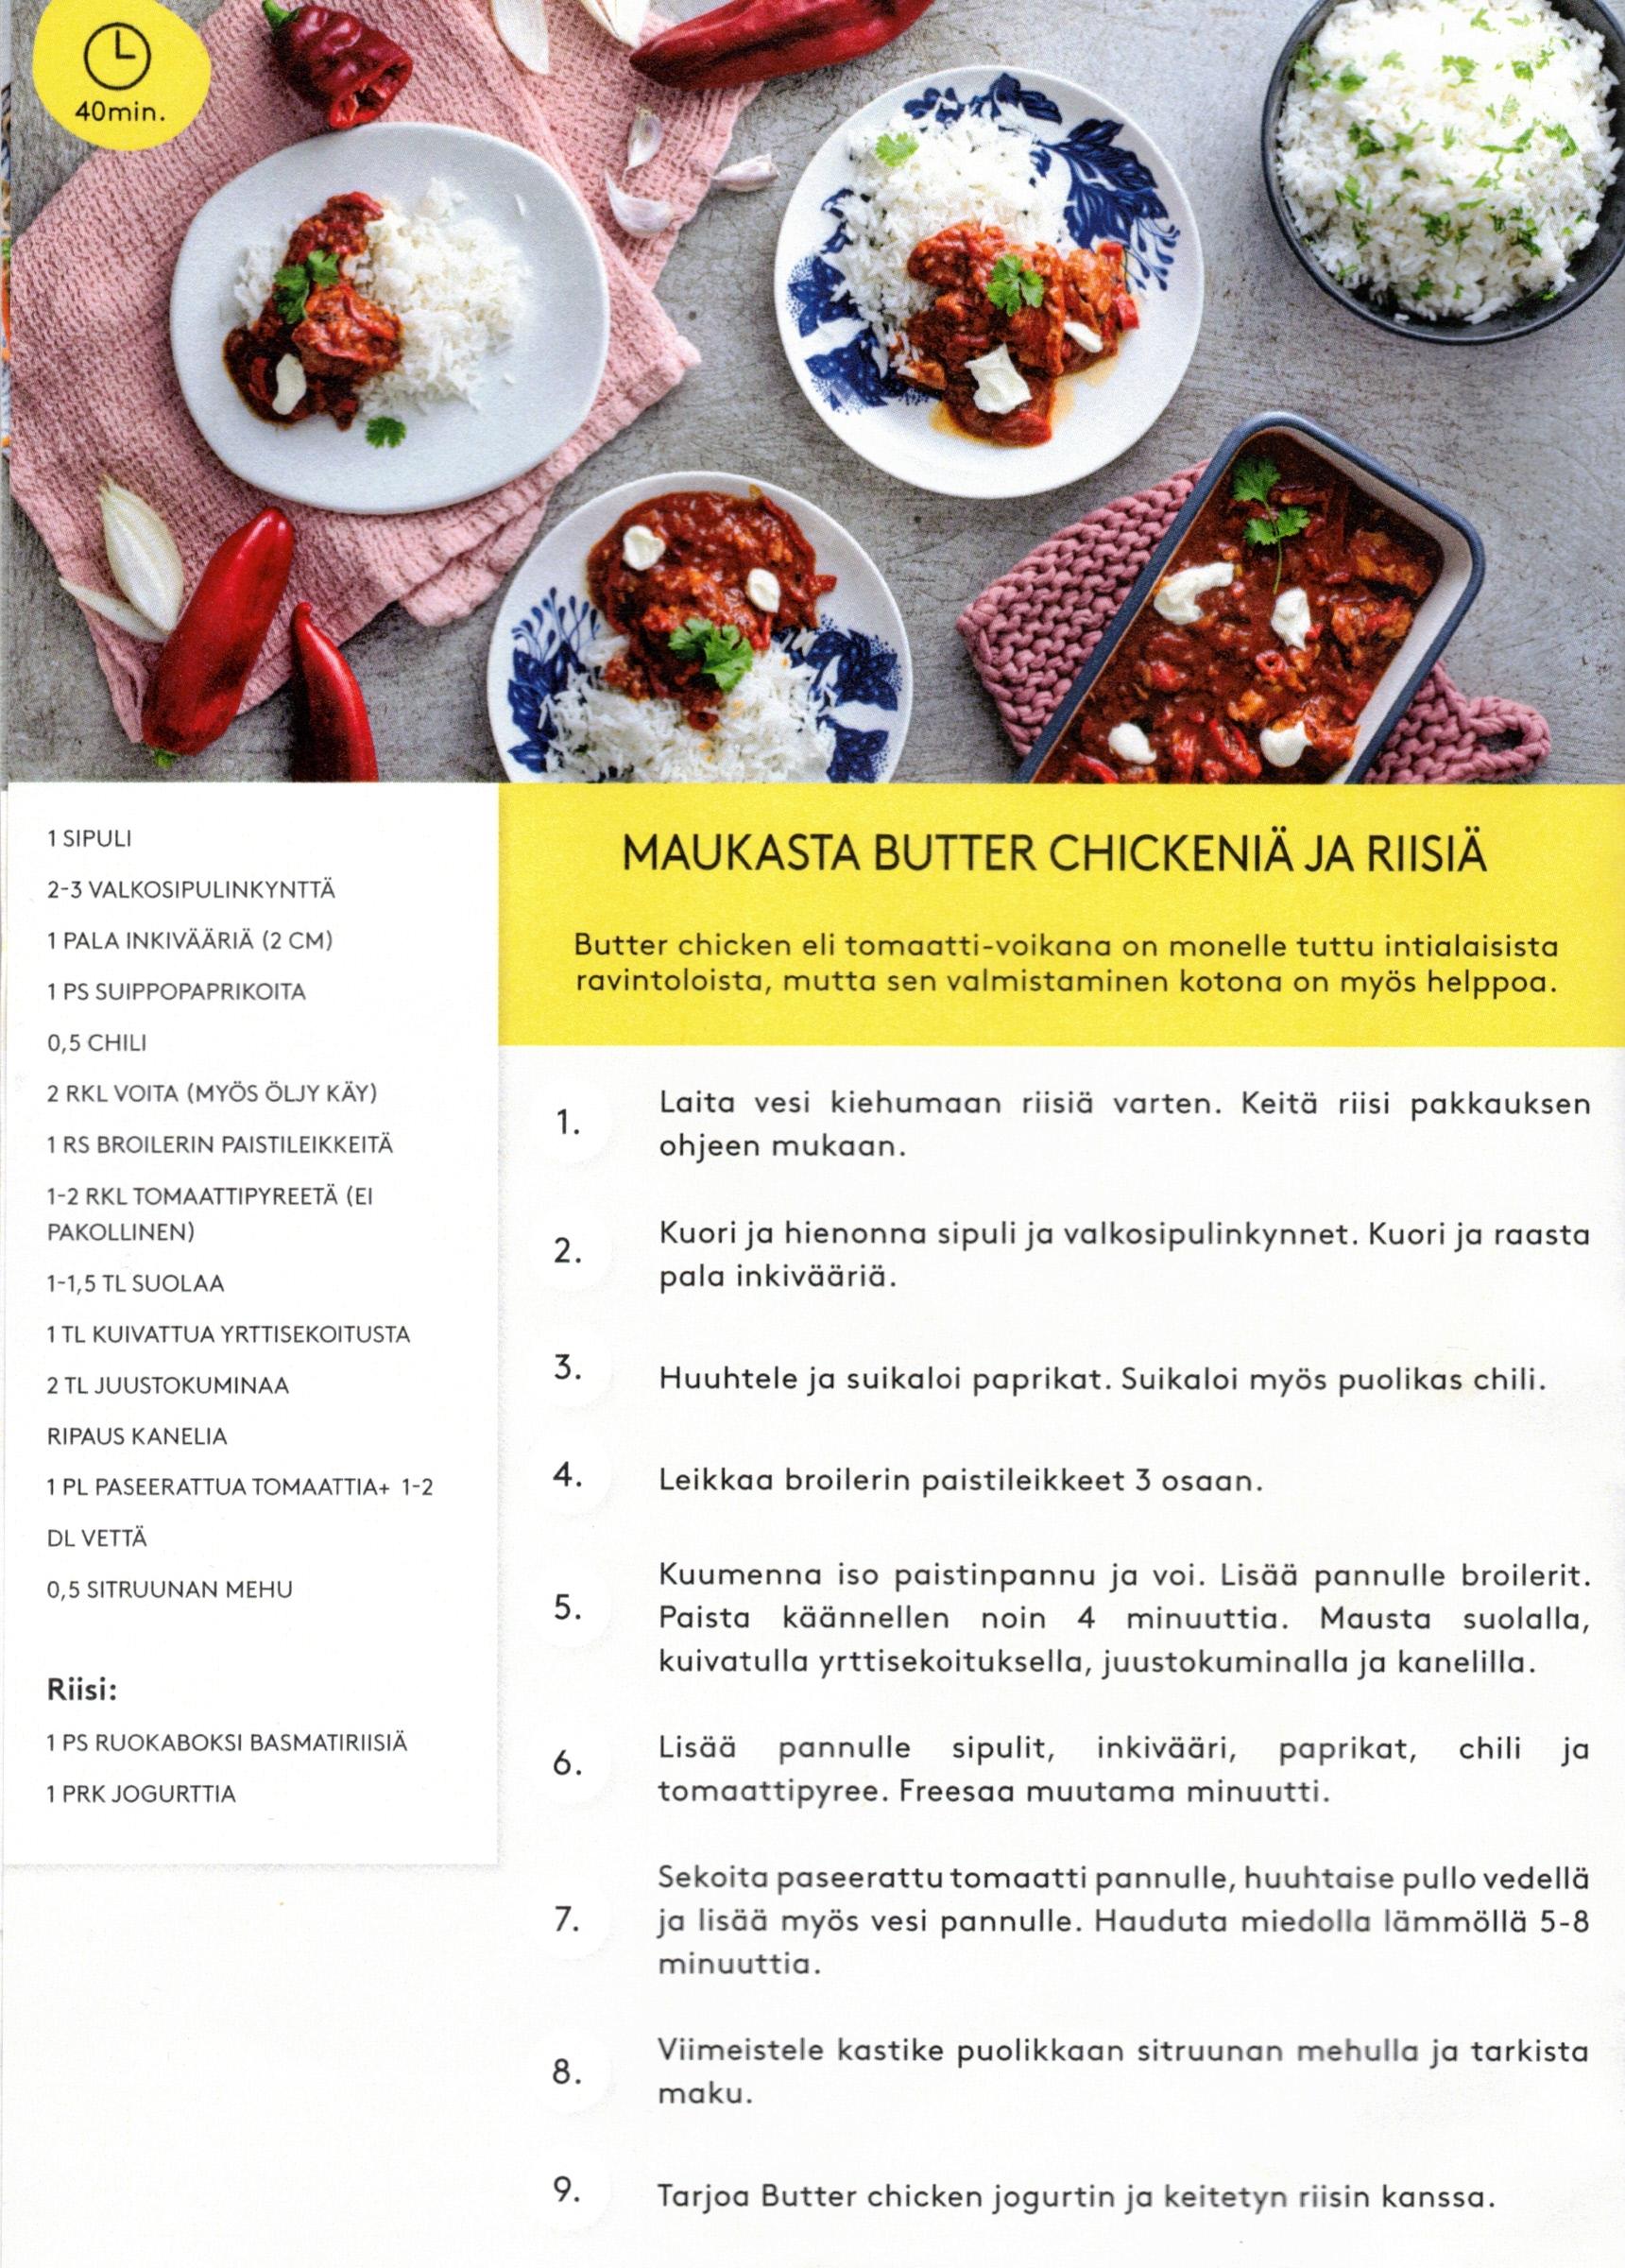 40min.
1 SIPULI
2-3 VALKOSIPULINKYNTTÄ
1 PALA INKIVÄÄRIÄ (2 CM)
1 PS SUIPPOPAPRIKOITA
0,5 CHILI
2 RKL VOITA (MYÖS ÖLJY KÄY)
1 RS BROILERIN PAISTILEIKKEITÄ
1-2 RKL TOMAATTIPYREETÄ (EI
PAKOLLINEN)
1-1,5 TL SUOLAA
1 TL KUIVATTUA YRTTISEKOITUSTA
2 TL JUUSTOKUMINAA
RIPAUS KANELIA
1 PL PASEERATTUA TOMAATTIA+ 1-2
DL VETTÄ
0,5 SITRUUNAN MEHU
Riisi:
1 PS RUOKABOKSI BASMATIRIISIÄ
1 PRK JOGURTTIA
MAUKASTA BUTTER CHICKENIÄ JA RIISIÄ
Butter chicken eli tomaatti-voikana on monelle tuttu intialaisista
ravintoloista, mutta sen valmistaminen kotona on myös helppoa.
1. Laita vesi kiehumaan riisiä varten. Keitä riisi pakkauksen
ohjeen mukaan.
2. Kuori ja hienonna sipuli ja valkosipulinkynnet. Kuori ja raasta
pala inkivääriä.
3. Huuhtele ja suikaloi paprikat. Suikaloi myös puolikas chili.
4. Leikkaa broilerin paistileikkeet 3 osaan.
5. Kuumenna iso paistinpannu ja voi. Lisää pannulle broilerit.
Paista käännellen noin 4 minuuttia. Mausta suolalla,
kuivatulla yrttisekoituksella, juustokuminalla ja kanelilla.
6. Lisää pannulle sipulit, inkivääri, paprikat, chili ja
tomaattipyree. Freesaa muutama minuutti.
7. Sekoita paseerattu tomaatti pannulle, huuhtaise pullo vedellä
ja lisää myös vesi pannulle. Hauduta miedolla lämmöllä 5-8
minuuttia.
8. Viimeistele kastike puolikkaan sitruunan mehulla ja tarkista
maku.
9. Tarjoa Butter chicken jogurtin ja keitetyn riisin kanssa.